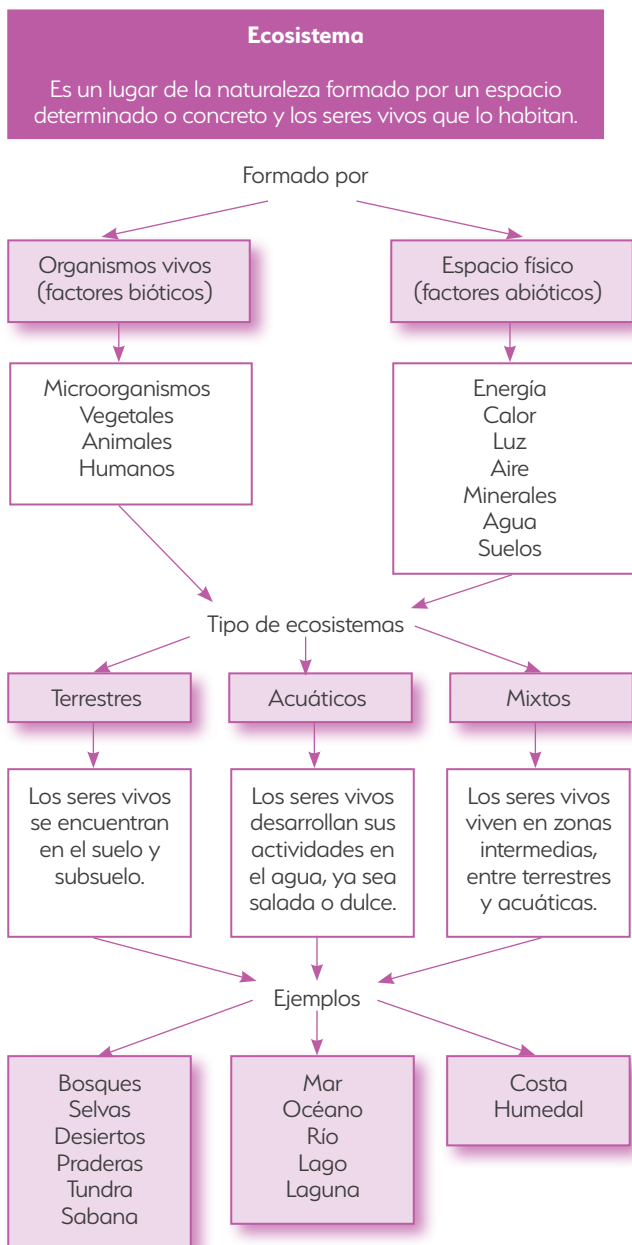 Ecosistema
Es un lugar de la naturaleza formado por un espacio
determinado o concreto y los seres vivos que lo habitan.
Formado por
Organismos vivos
(factores bióticos)
Espacio físico
(factores abióticos)
Microorganismos
Vegetales
Animales
Humanos
Energía
Calor
Luz
Aire
Minerales
Agua
Suelos
Tipo de ecosistemas
Terrestres
Acuáticos
Mixtos
Los seres vivos
se encuentran
en el suelo y
subsuelo.
Los seres vivos
desarrollan sus
actividades en
el agua, ya sea
salada o dulce.
Los seres vivos
viven en zonas
intermedias,
entre terrestres
y acuáticas.
Ejemplos
Bosques
Selvas
Desiertos
Praderas
Tundra
Sabana
Mar
Océano
Río
Lago
Laguna
Costa
Humedal